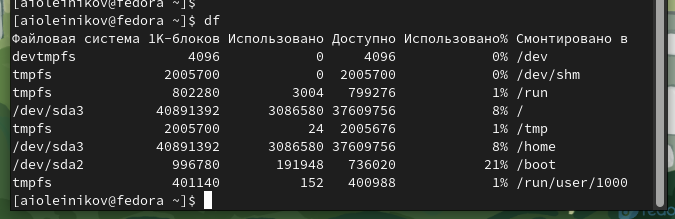 [aioleinikov@fedora ~]$
[aioleinikov@fedora ~]$ df
Файловая система 1K-блоков Использовано Доступно Использовано% Cмонтировано в
devtmpfs 4096 0 4096 0% /dev
tmpfs 2005700 0 2005700 0% /dev/shm
tmpfs 802280 3004 799276 1% /run
/dev/sda3 40891392 3086580 37609756 8% /
tmpfs 2005700 24 2005676 1% /tmp
/dev/sda3 40891392 3086580 37609756 8% /home
/dev/sda2 996780 191948 736020 21% /boot
tmpfs 401140 152 400988 1% /run/user/1000
[aioleinikov@fedora ~]$